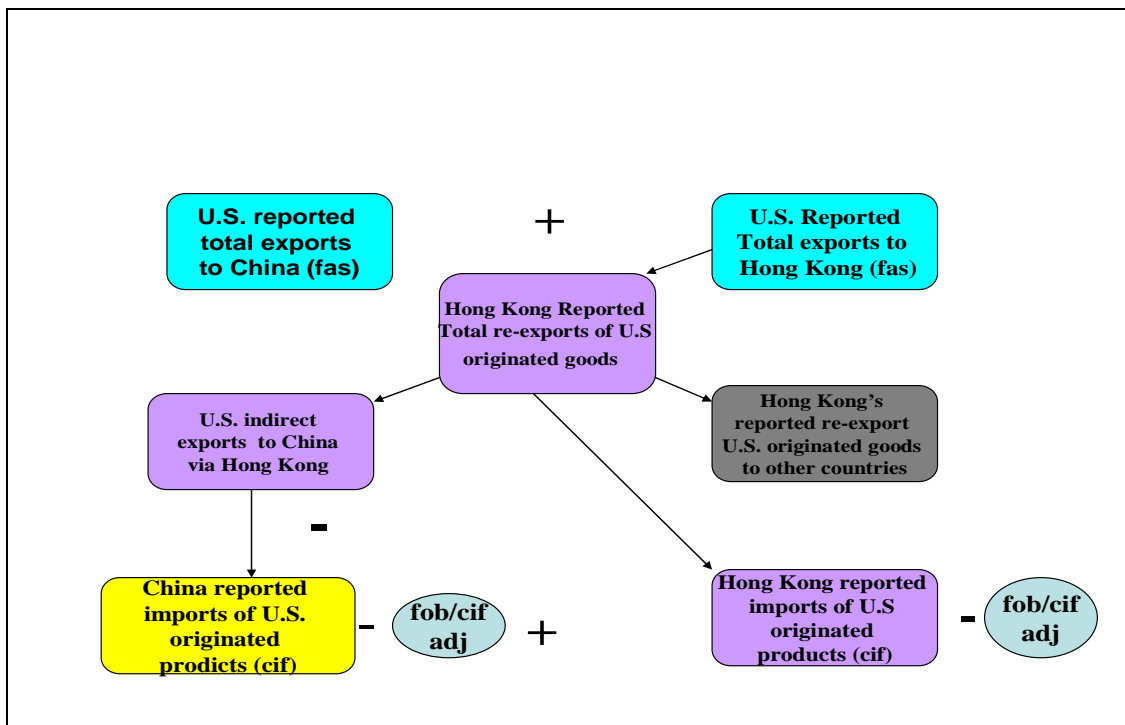 U.S. reported
total exports
to China (fas)
+
U.S. Reported
Total exports to
Hong Kong (fas)
Hong Kong Reported
Total re-exports of U.S
originated goods
U.S. indirect
exports to China
via Hong Kong
Hong Kong's
reported re-export
U.S. originated goods
to other countries
-
China reported
imports of U.S.
originated
prodicts (cif)
-
fob/cif
adj
+
Hong Kong reported
imports of U.S
originated
products (cif)
-
fob/cif
adj